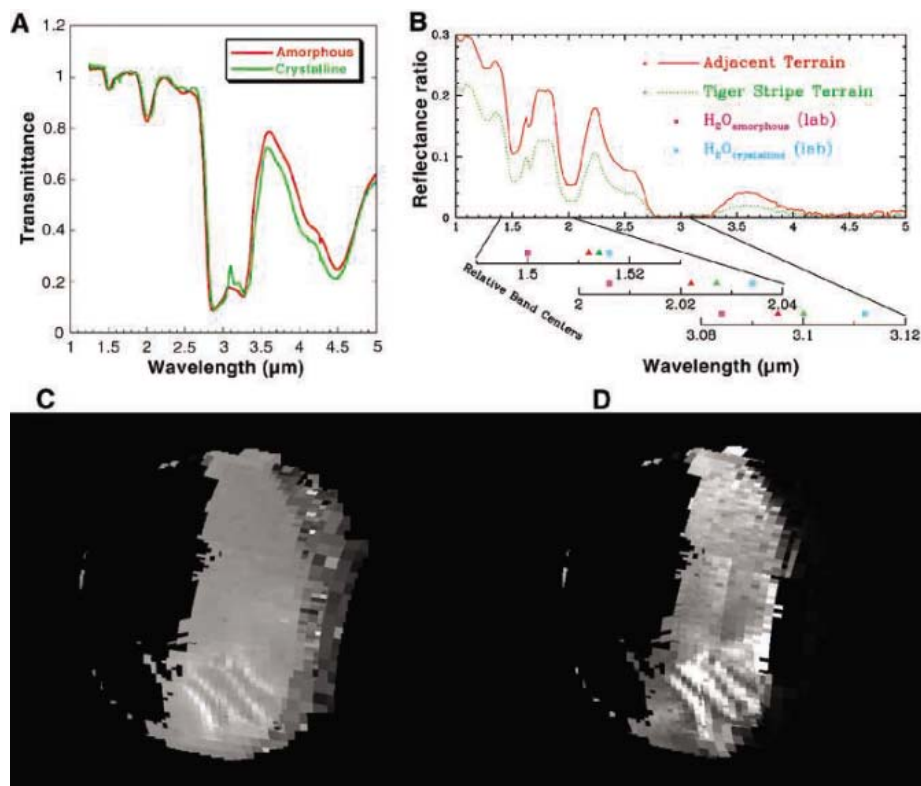 A
1.2
1
0.8
0.6
0.4
0.2
0
Transmittance
Amorphous
Crystalline
1 1.5 2 2.5 3 3.5 4 4.5 5
Wavelength (µm)
B
0.3
0.2
0.1
0
Reflectance ratio
Adjacent Terrain
Tiger Stripe Terrain
H₂Oamorphous (lab)
H₂Ocrystalline (lab)
1 1.5 2 2.5 3 3.5 4 4.5 5
Relative Band Centers
1.5 1.52
2 2.02 2.04
3.08 3.1 3.12
Wavelength (µm)
C
D